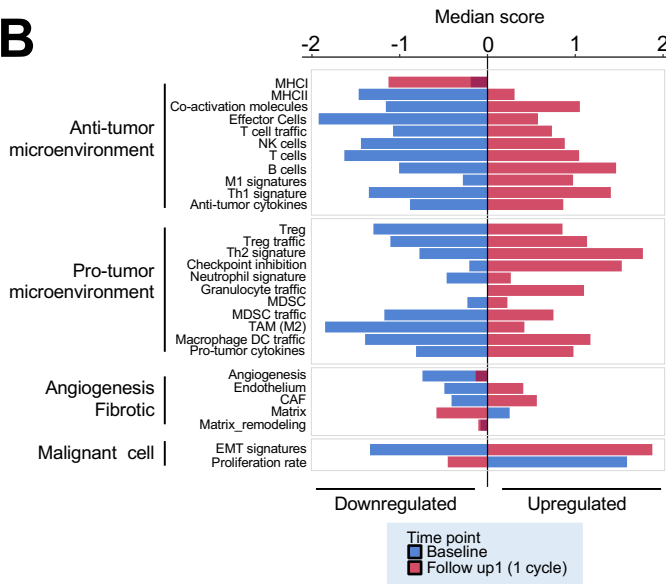 B
Median score
-2 -1 0 1 2
Anti-tumor
microenvironment
MHCI
MHCII
Co-activation molecules
Effector Cells
T cell traffic
NK cells
T cells
B cells
M1 signatures
Th1 signature
Anti-tumor cytokines
Pro-tumor
microenvironment
Treg
Treg traffic
Th2 signature
Checkpoint inhibition
Neutrophil signature
Granulocyte traffic
MDSC
MDSC traffic
TAM (M2)
Macrophage DC traffic
Pro-tumor cytokines
Angiogenesis
Fibrotic
Angiogenesis
Endothelium
CAF
Matrix
Matrix_remodeling
Malignant cell
EMT signatures
Proliferation rate
Downregulated Upregulated
Time point
Baseline
Follow up1 (1 cycle)